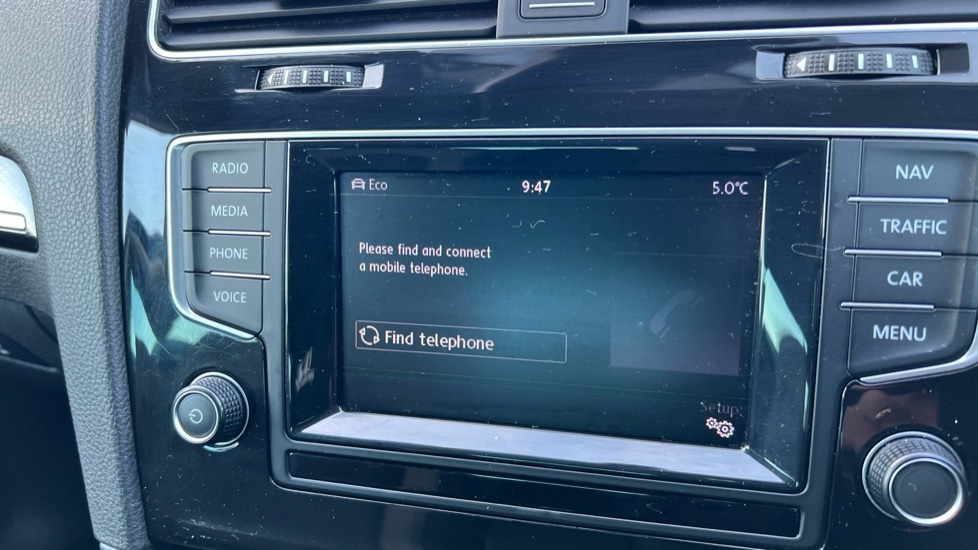 RADIO
MEDIA
PHONE
VOICE
Eco 9:47 5.0°C
Please find and connect
a mobile telephone.
Find telephone
Setup
NAV
TRAFFIC
CAR
MENU